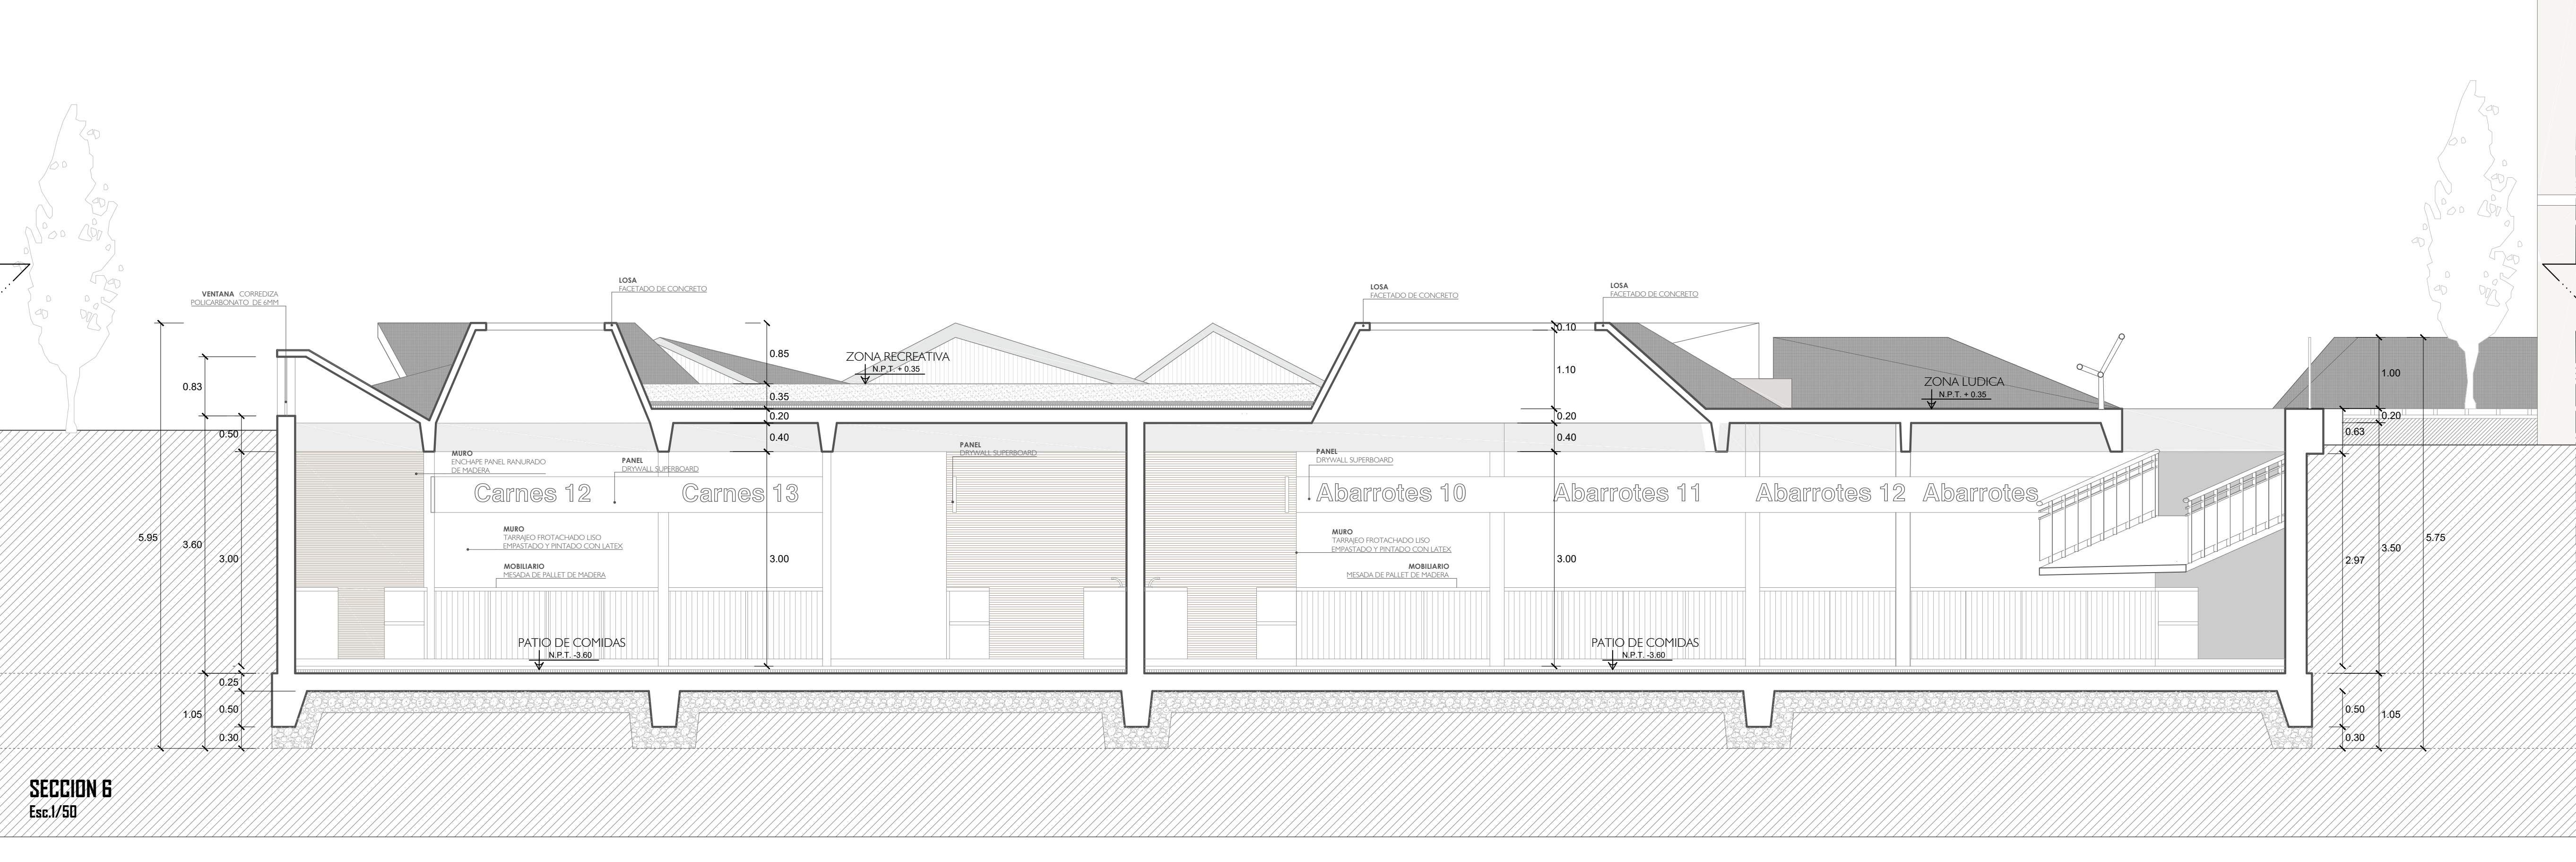 VENTANA CORREDIZA
POLICARBONATO DE 6MM
LOSA
FACETADO DE CONCRETO
LOSA
FACETADO DE CONCRETO
LOSA
FACETADO DE CONCRETO
ZONA RECREATIVA
N.P.T. + 0.35
ZONA LUDICA
N.P.T. + 0.35
MURO
ENCHAPE PANEL RANURADO
DE MADERA
PANEL
DRYWALL SUPERBOARD
PANEL
DRYWALL SUPERBOARD
PANEL
DRYWALL SUPERBOARD
Carnes 12
Carnes 13
Abarrotes 10
Abarrotes 11
Abarrotes 12
Abarrotes
MURO
TARRAJEO FROTACHADO LISO
EMPASTADO Y PINTADO CON LATEX
MOBILIARIO
MESADA DE PALLET DE MADERA
MURO
TARRAJEO FROTACHADO LISO
EMPASTADO Y PINTADO CON LATEX
MOBILIARIO
MESADA DE PALLET DE MADERA
PATIO DE COMIDAS
N.P.T. -3.60
PATIO DE COMIDAS
N.P.T. -3.60
5.95
0.83
3.60
1.05
0.50
3.00
0.25
0.50
0.30
0.85
0.35
0.20
0.40
3.00
0.10
1.10
0.20
0.40
3.00
0.63
2.97
0.50
0.30
1.00
0.20
3.50
1.05
5.75
SECCION 6
Esc.1/50